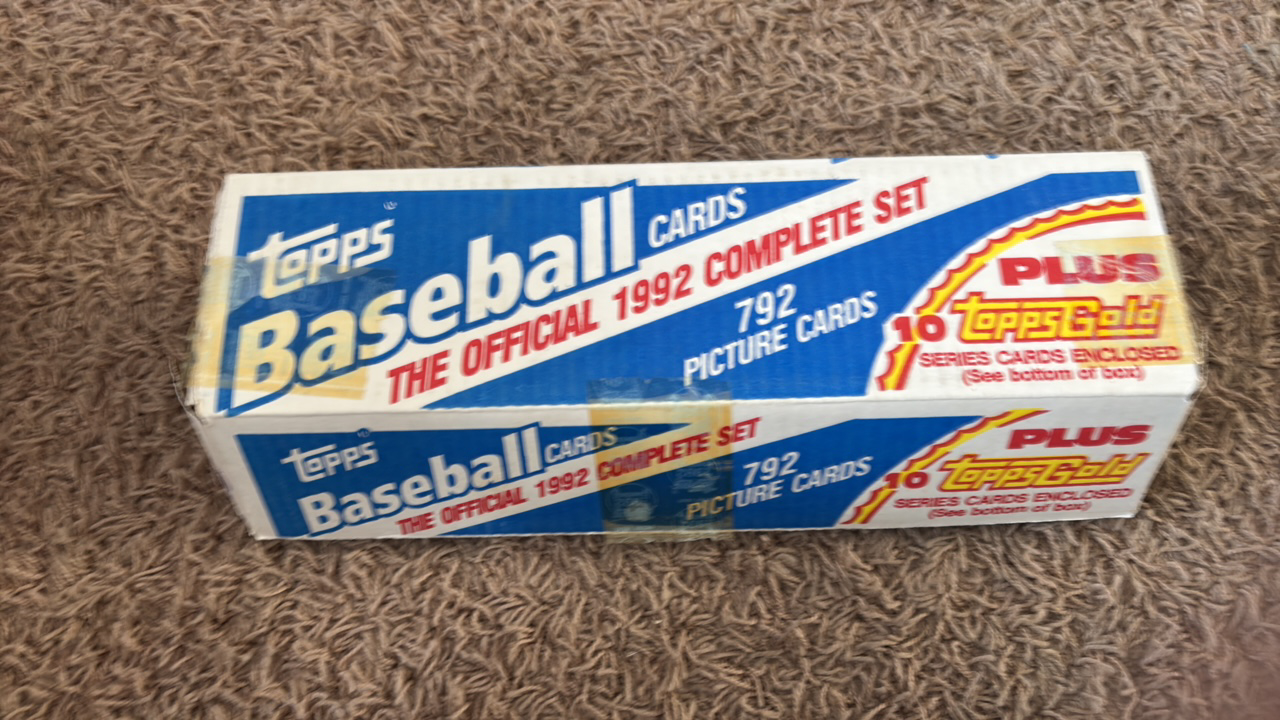 topps
Baseball CARDS
THE OFFICIAL 1992 COMPLETE SET
792
PICTURE CARDS
PLUS
10 topps Gold
SERIES CARDS ENCLOSED
(See bottom of box)
topps
Baseball CARDS
THE OFFICIAL 1992 COMPLETE SET
792
PICTURE CARDS
PLUS
10 topps Gold
SERIES CARDS ENCLOSED
(See bottom of box)